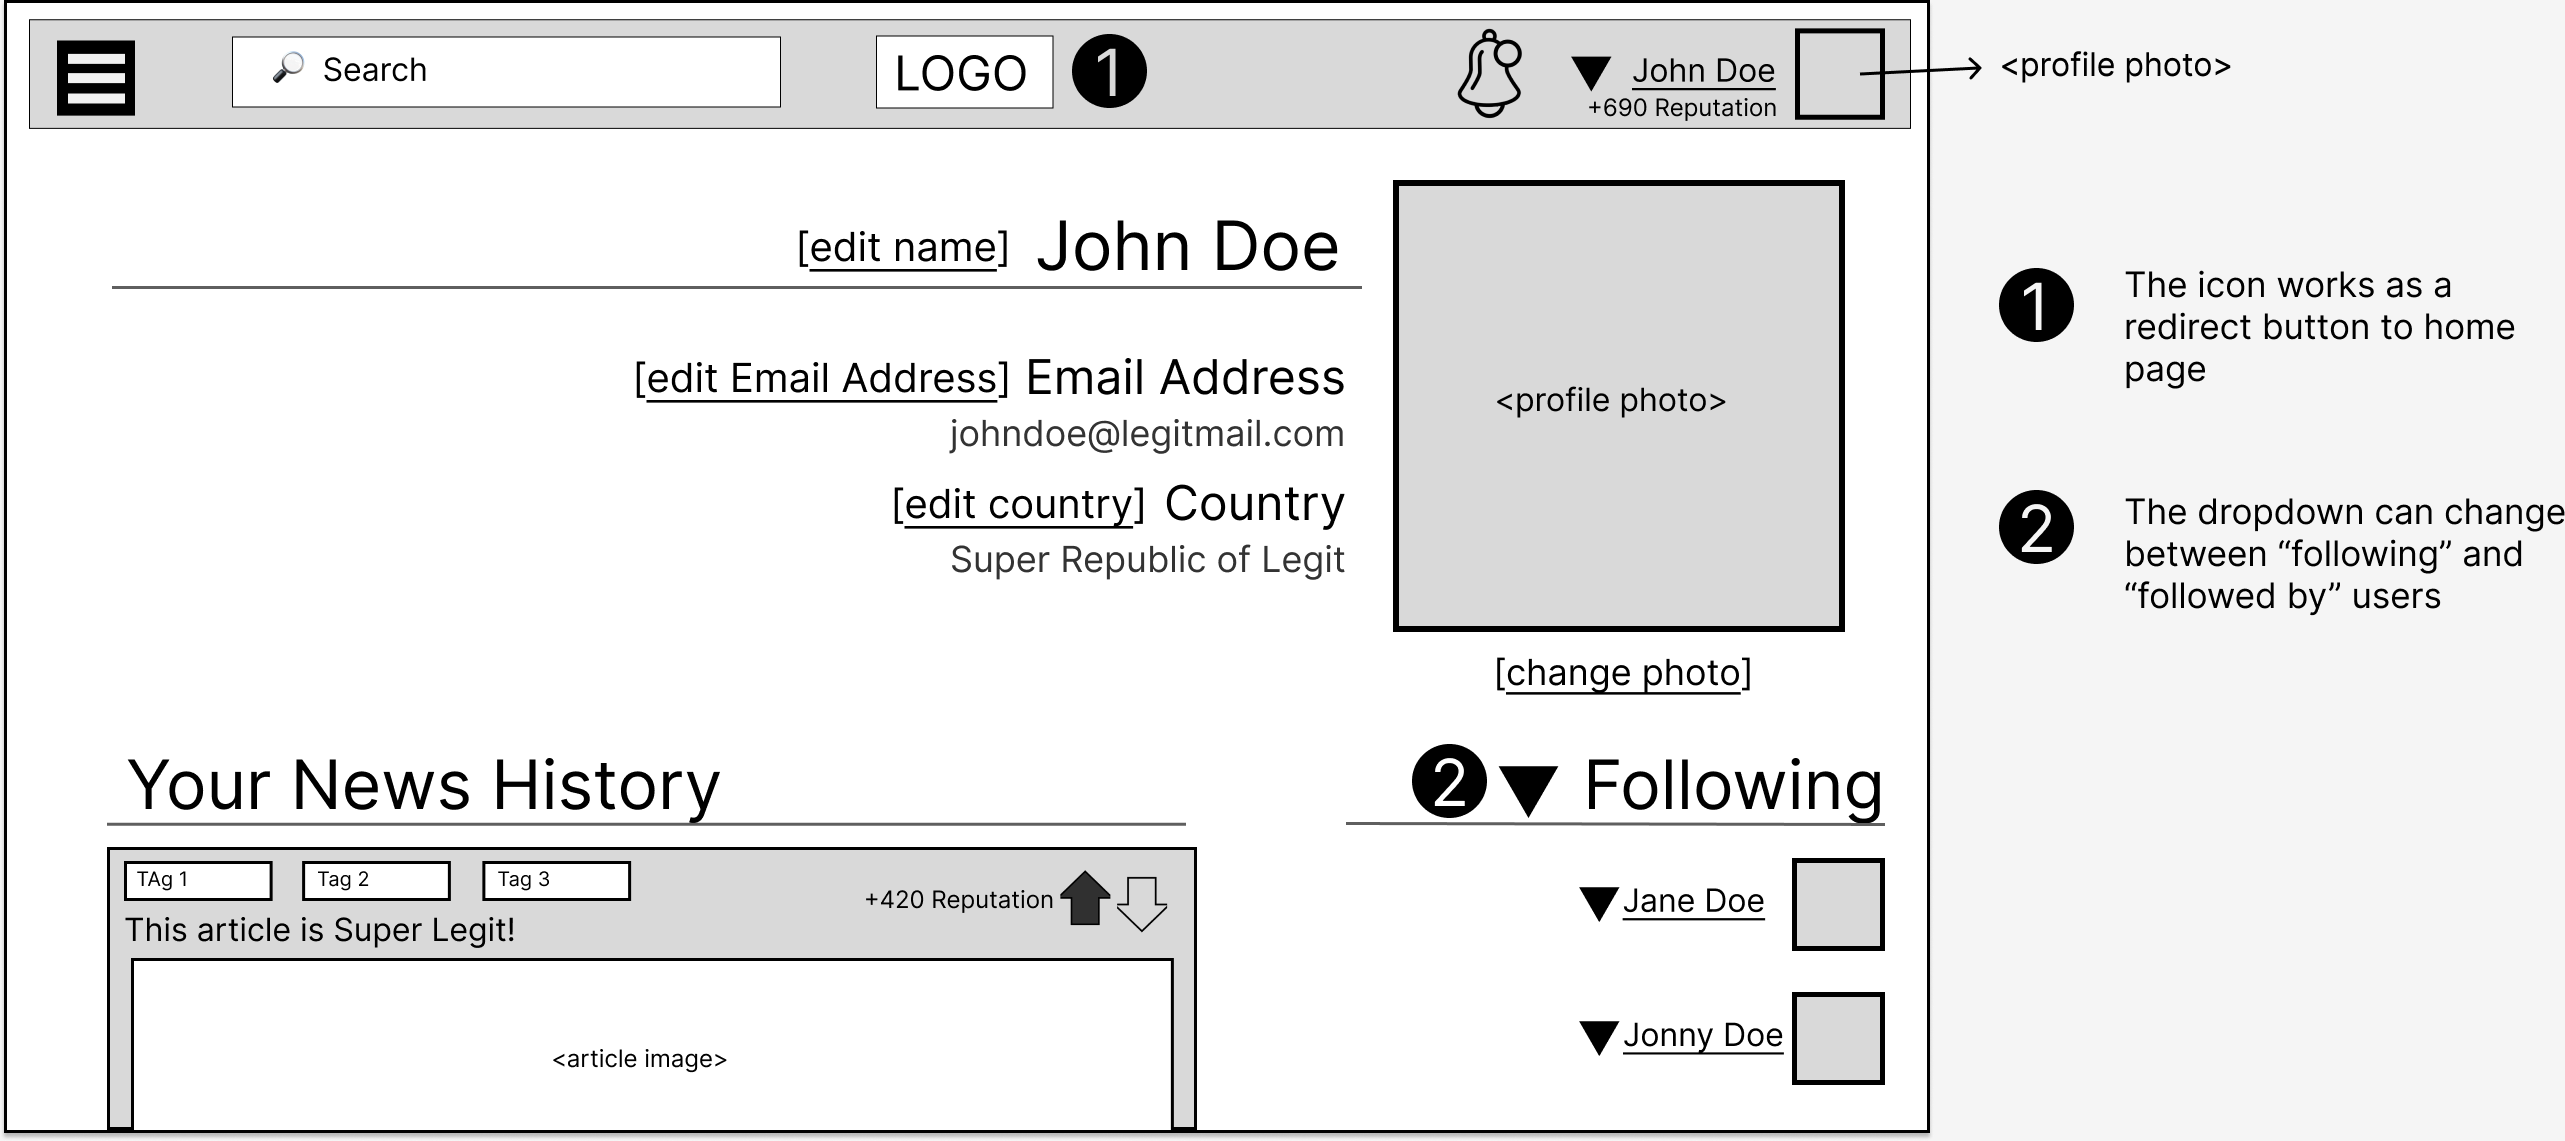 Search
LOGO
1
John Doe
+690 Reputation
<profile photo>
[edit name] John Doe
[edit Email Address] Email Address
johndoe@legitmail.com
[edit country] Country
Super Republic of Legit
<profile photo>
[change photo]
1
The icon works as a
redirect button to home
page
2
The dropdown can change
between “following” and
“followed by” users
Your News History
TAg 1
Tag 2
Tag 3
+420 Reputation
This article is Super Legit!
<article image>
2 Following
Jane Doe
Jonny Doe